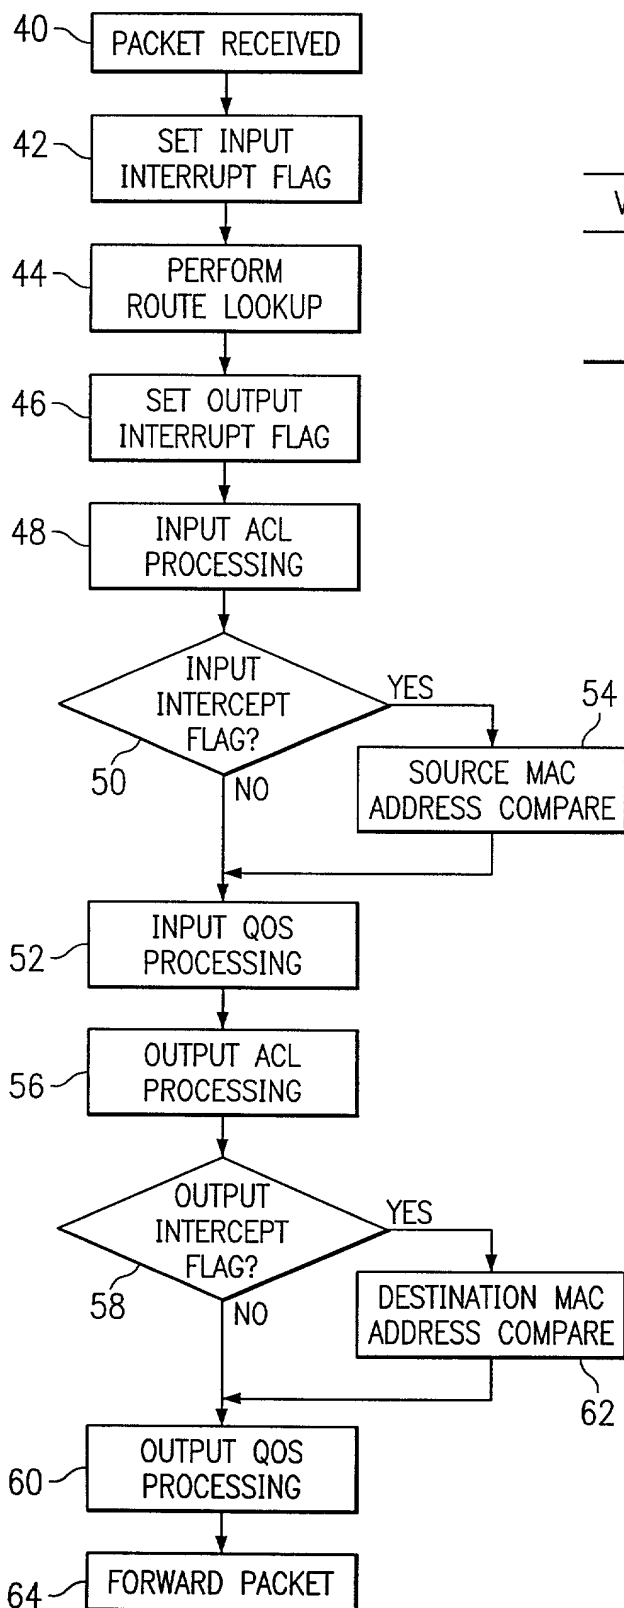 40
PACKET RECEIVED
42
SET INPUT
INTERRUPT FLAG
V
44
PERFORM
ROUTE LOOKUP
46
SET OUTPUT
INTERRUPT FLAG
48
INPUT ACL
PROCESSING
INPUT
INTERCEPT
FLAG?
YES
50
NO
54
SOURCE MAC
ADDRESS COMPARE
52
INPUT QOS
PROCESSING
56
OUTPUT ACL
PROCESSING
OUTPUT
INTERCEPT
FLAG?
YES
58
NO
DESTINATION MAC
ADDRESS COMPARE
62
60
OUTPUT QOS
PROCESSING
64
FORWARD PACKET